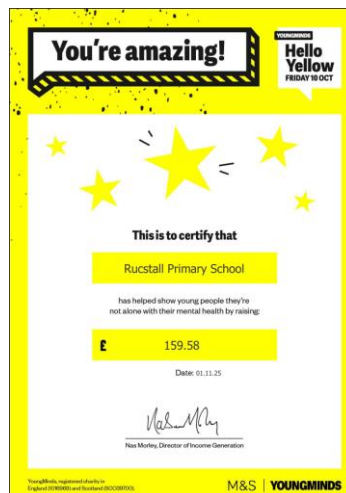 You're amazing!
YOUNGMINDS
Hello
Yellow
FRIDAY 10 OCT
This is to certify that
Rucstall Primary School
has helped show young people they're
not alone with their mental health by raising:
£ 159.58
Date: 01.11.25
Nas Morley, Director of Income Generation
YoungMinds, registered charity in
England (1016968) and Scotland (SC039700).
M&S | YOUNGMINDS